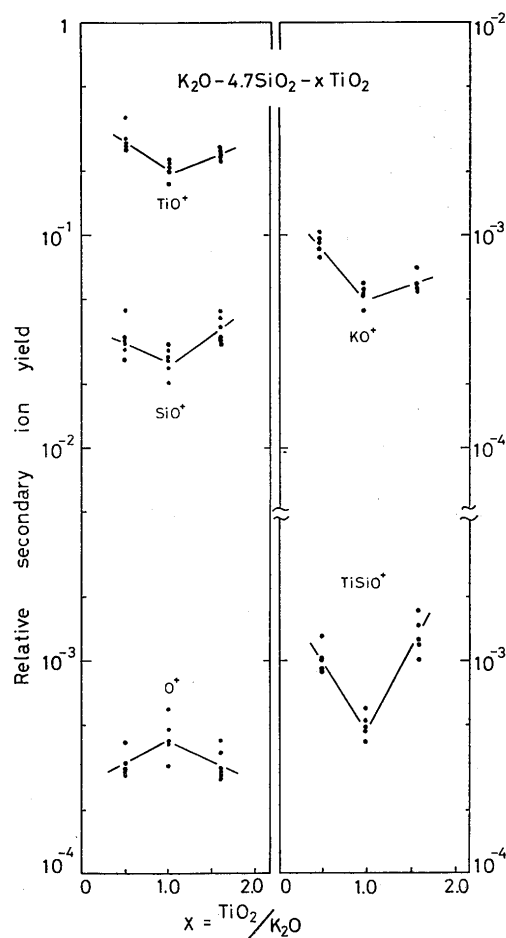 K₂O-4.7SiO₂-x TiO₂
Relative secondary ion yield
1
10⁻¹
10⁻²
10⁻³
10⁻⁴
TiO⁺
SiO⁺
O⁺
0 1.0 2.0
10⁻²
10⁻³
10⁻⁴
10⁻³
10⁻⁴
KO⁺
TiSiO⁺
0 1.0 2.0
X = TiO₂/K₂O